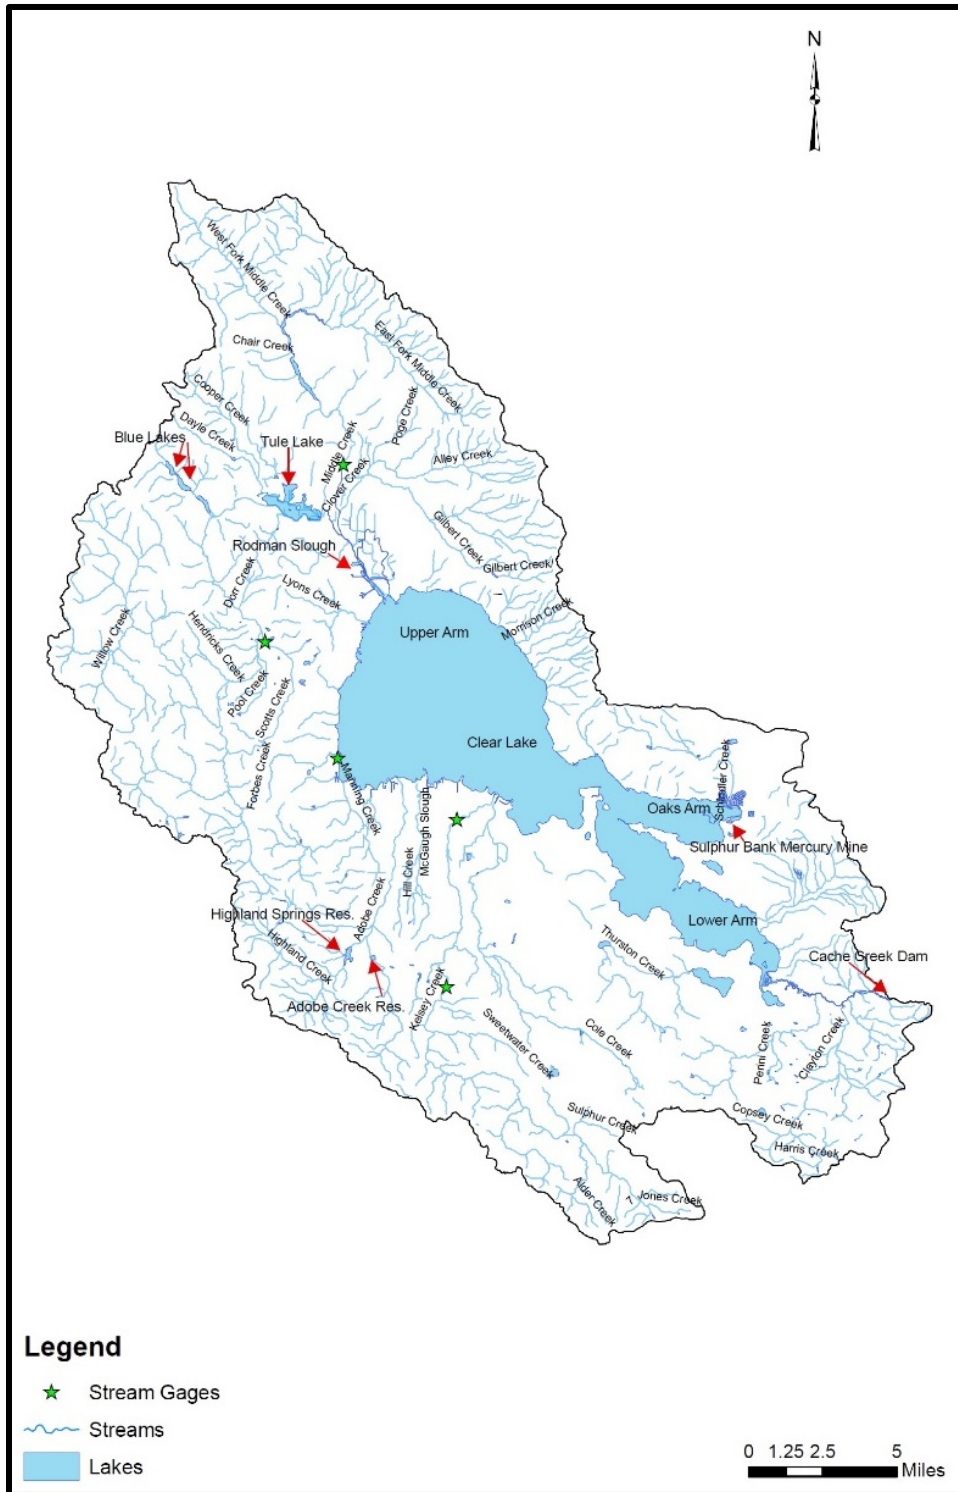 N
West Fork Middle Creek
East Fork Middle Creek
Chair Creek
Cooper Creek
Dayle Creek
Poge Creek
Blue Lakes
Tule Lake
Middle Creek
Clover Creek
Alley Creek
Gilbert Creek
Gilbert Creek
Rodman Slough
Dorr Creek
Lyons Creek
Morrison Creek
Upper Arm
Willow Creek
Hendricks Creek
Pool Creek
Scotts Creek
Forbes Creek
Clear Lake
Manning Creek
McGaugh Slough
Hill Creek
Adobe Creek
Oaks Arm
Schindler Creek
Sulphur Bank Mercury Mine
Highland Springs Res.
Highland Creek
Adobe Creek Res.
Kelsey Creek
Lower Arm
Thurston Creek
Cache Greek Dam
Sweetwater Creek
Cole Creek
Penni Creek
Clayton Creek
Sulphur Creek
Copsey Creek
Harris Creek
Alder Creek
Jones Creek
Legend
Stream Gages
Streams
Lakes
0 1.25 2.5 5
Miles